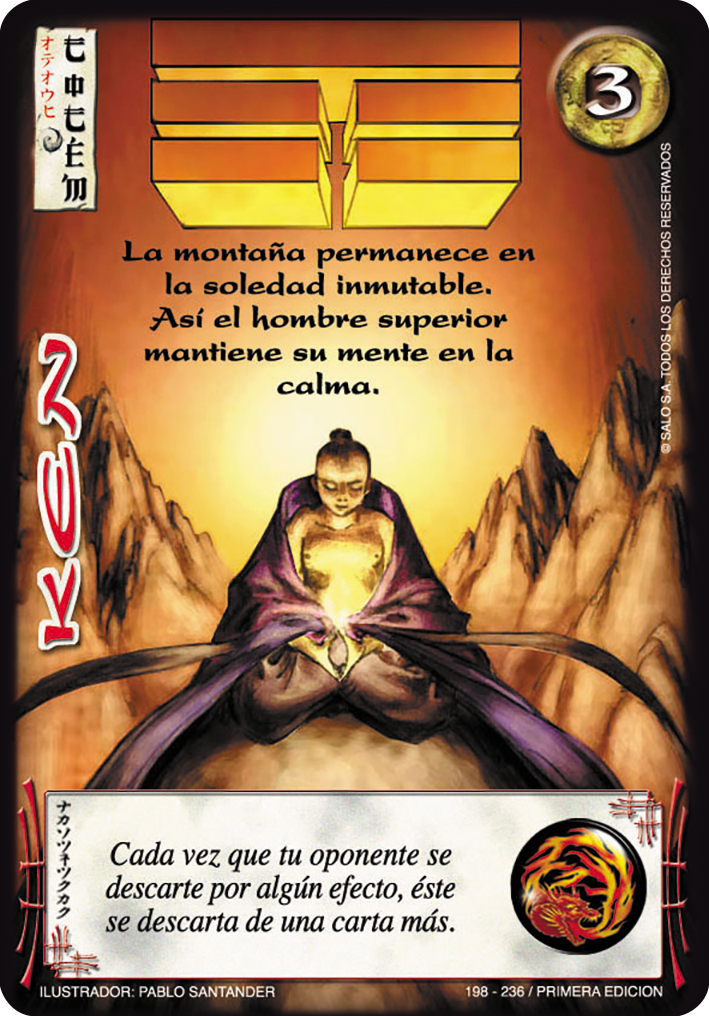 TOTEM
オテオウヒ
3
La montaña permanece en
la soledad inmutable.
Así el hombre superior
mantiene su mente en la
calma.
KEN
© SALO S.A. TODOS LOS DERECHOS RESERVADOS
ナカソツネツクカク
Cada vez que tu oponente se
descarte por algún efecto, éste
se descarta de una carta más.
ILUSTRADOR: PABLO SANTANDER
198 - 236 / PRIMERA EDICION